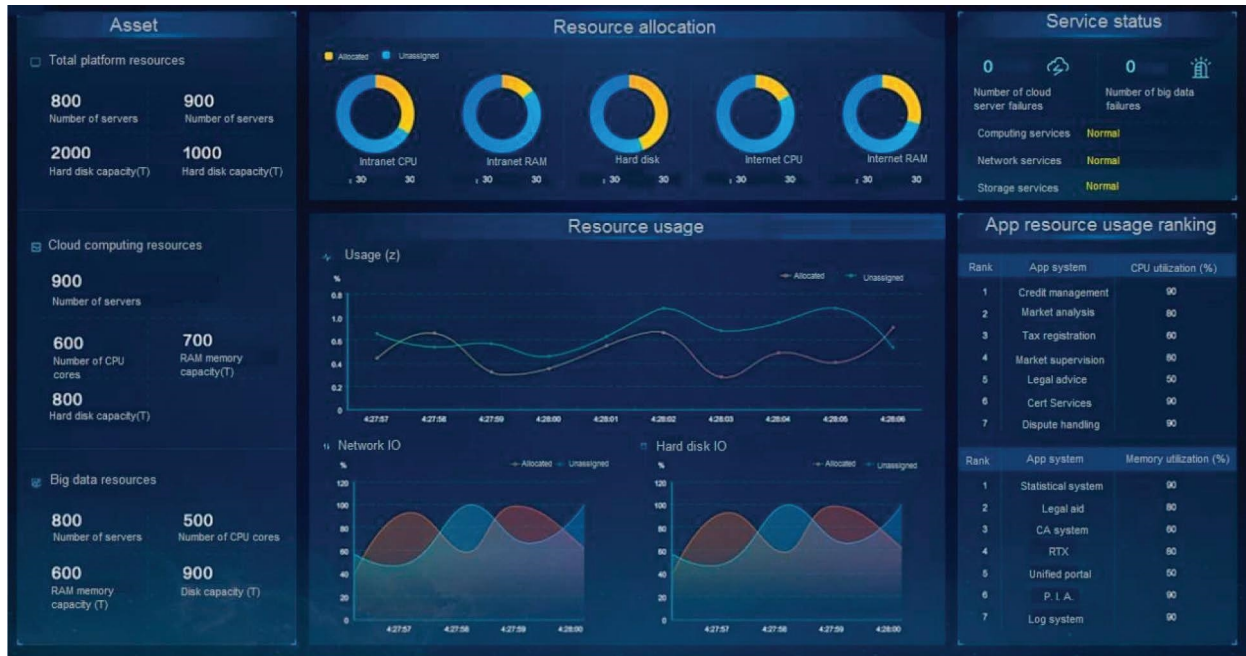 Asset
Total platform resources
800
Number of servers
900
Number of servers
2000
Hard disk capacity(T)
1000
Hard disk capacity(T)
Cloud computing resources
900
Number of servers
600
Number of CPU
cores
700
RAM memory
capacity(T)
800
Hard disk capacity(T)
Big data resources
800
Number of servers
500
Number of CPU cores
600
RAM memory
capacity (T)
900
Disk capacity (T)
Resource allocation
Allocated Unassigned
Intranet CPU
: 30 30
Intranet RAM
: 30 30
Hard disk
: 30 30
Internet CPU
: 30 30
Internet RAM
: 30 30
Resource usage
Usage (z)
%
Allocated Unassigned
0.8
1.0
0.6
0.4
0.2
0
4:27:57 4:27:58 4:27:59 4:28:00 4:28:01 4:28:02 4:28:03 4:28:04 4:28:05 4:28:06
Network IO
%
Allocated Unassigned
120
100
80
60
40
20
0
4:27:57 4:27:58 4:27:59 4:28:00
Hard disk IO
%
Allocated Unassigned
120
100
80
60
40
20
0
4:27:57 4:27:58 4:27:59 4:28:00
Service status
0
Number of cloud
server failures
0
Number of big data
failures
Computing services Normal
Network services Normal
Storage services Normal
App resource usage ranking
Rank App system CPU utilization (%)
1 Credit management 90
2 Market analysis 80
3 Tax registration 60
4 Market supervision 80
5 Legal advice 50
6 Cert Services 90
7 Dispute handling 90
Rank App system Memory utilization (%)
1 Statistical system 90
2 Legal aid 80
3 CA system 60
4 RTX 80
5 Unified portal 50
6 P. I. A. 90
7 Log system 90